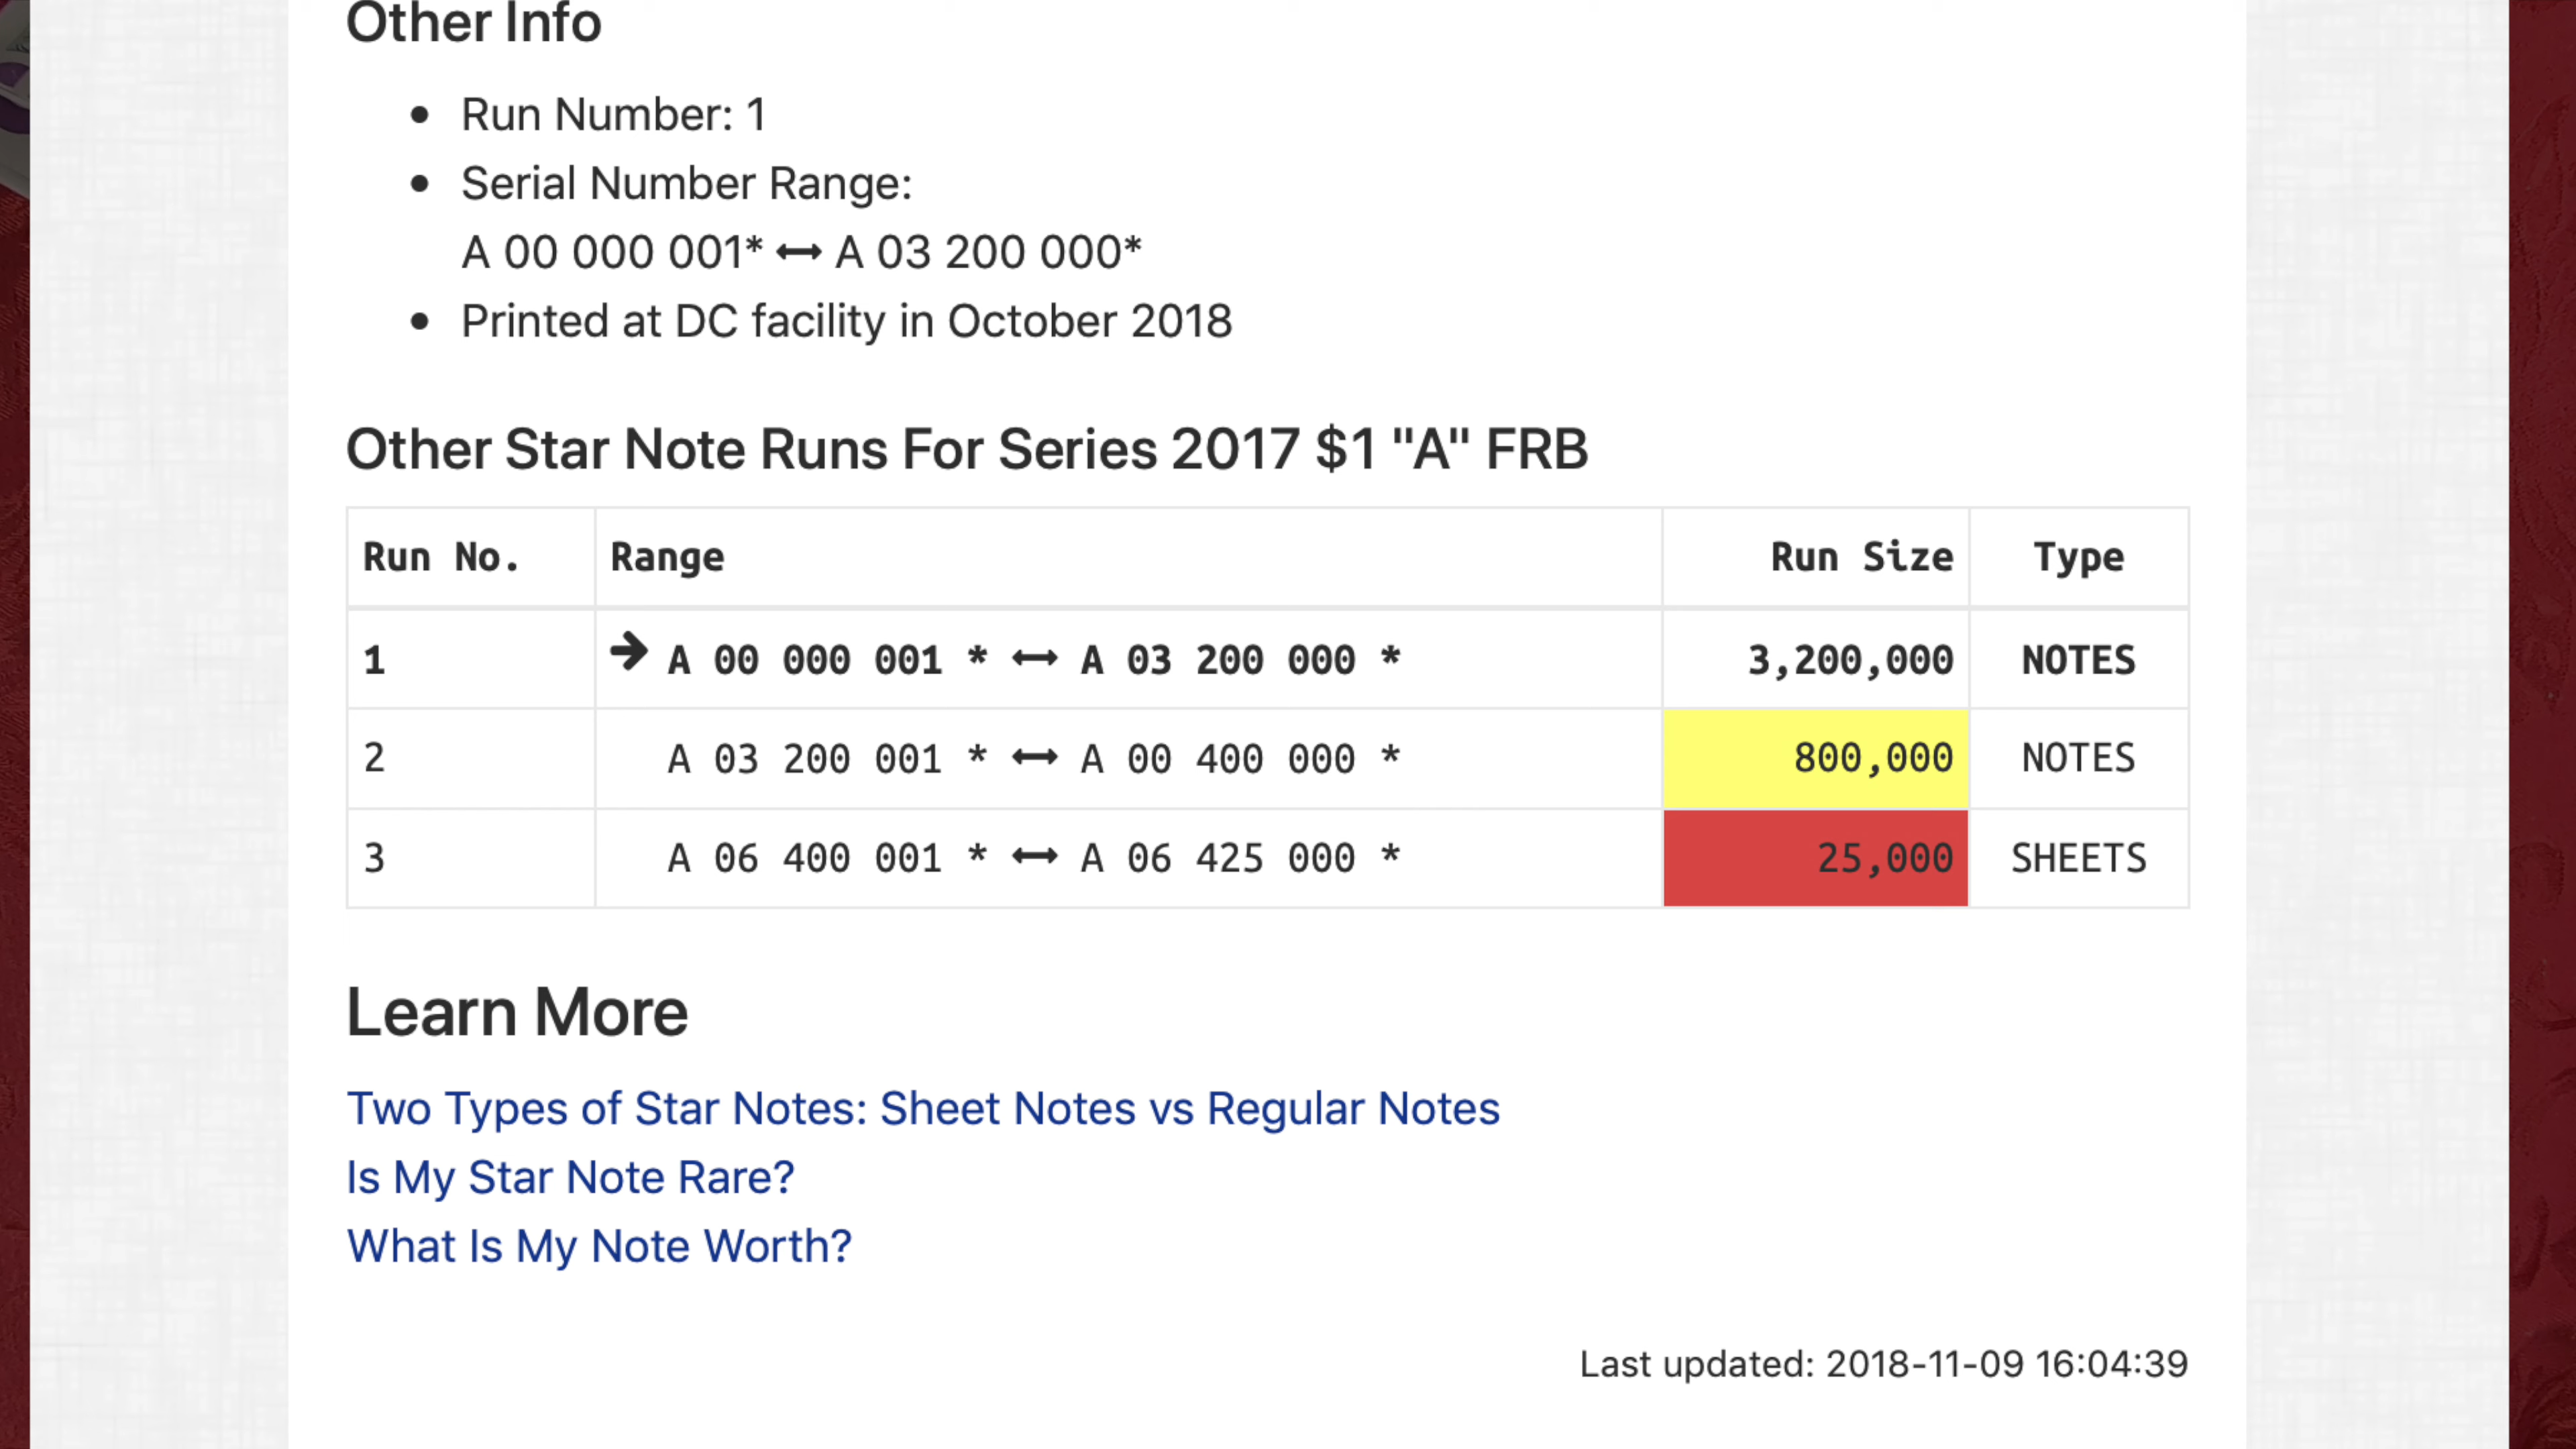 Other Info
• Run Number: 1
• Serial Number Range:
A 00 000 001* ↔ A 03 200 000*
• Printed at DC facility in October 2018
Other Star Note Runs For Series 2017 $1 "A" FRB
Run No. Range Run Size Type
1 → A 00 000 001 * ↔ A 03 200 000 * 3,200,000 NOTES
2 A 03 200 001 * ↔ A 00 400 000 * 800,000 NOTES
3 A 06 400 001 * ↔ A 06 425 000 * 25,000 SHEETS
Learn More
Two Types of Star Notes: Sheet Notes vs Regular Notes
Is My Star Note Rare?
What Is My Note Worth?
Last updated: 2018-11-09 16:04:39